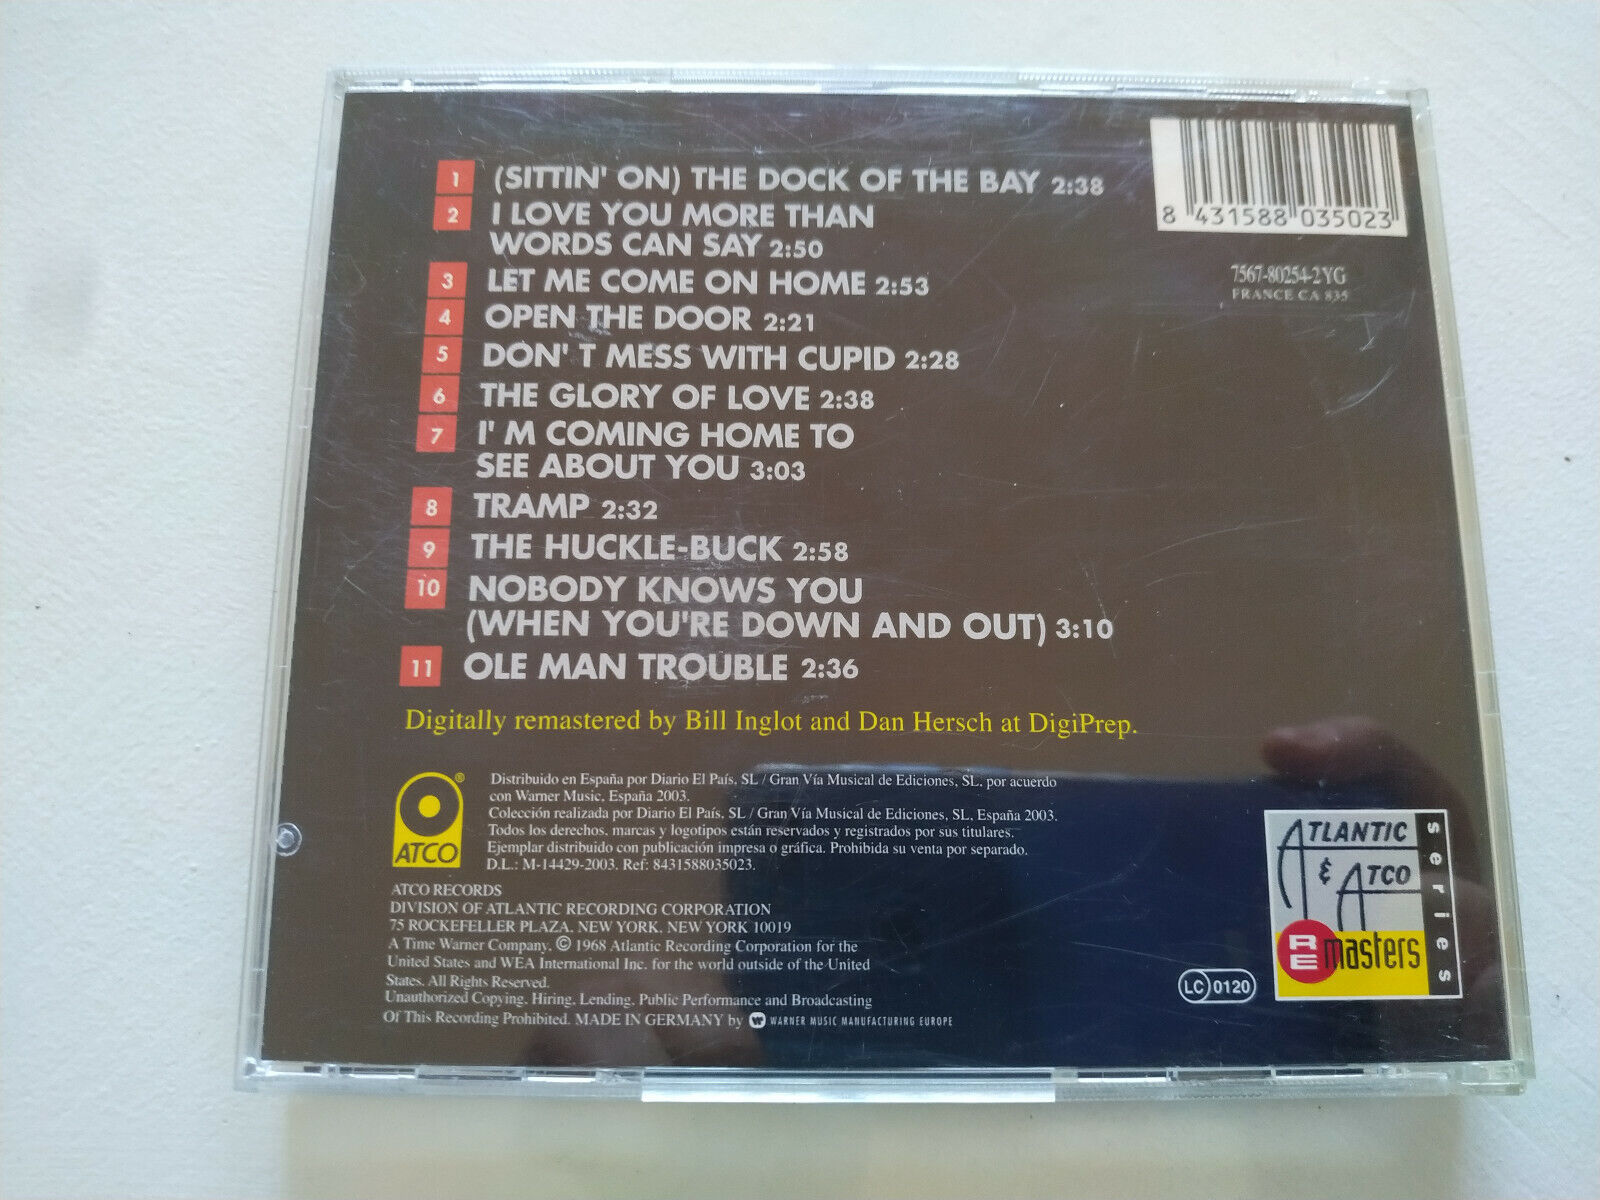 1 (SITTIN' ON) THE DOCK OF THE BAY 2:38
2 I LOVE YOU MORE THAN
WORDS CAN SAY 2:50
3 LET ME COME ON HOME 2:53
4 OPEN THE DOOR 2:21
5 DON' T MESS WITH CUPID 2:28
6 THE GLORY OF LOVE 2:38
7 I' M COMING HOME TO
SEE ABOUT YOU 3:03
8 TRAMP 2:32
9 THE HUCKLE-BUCK 2:58
10 NOBODY KNOWS YOU
(WHEN YOU'RE DOWN AND OUT) 3:10
11 OLE MAN TROUBLE 2:36
8 431588 035023
7567-80254-2 YG
FRANCE CA 835
Digitally remastered by Bill Inglot and Dan Hersch at DigiPrep.
ATCO ®
Distribuido en España por Diario El País, SL / Gran Vía Musical de Ediciones, SL, por acuerdo
con Warner Music, España 2003.
Colección realizada por Diario El País, SL / Gran Vía Musical de Ediciones, SL, España 2003.
Todos los derechos, marcas y logotipos están reservados y registrados por sus titulares.
Ejemplar distribuido con publicación impresa o gráfica. Prohibida su venta por separado.
D.L.: M-14429-2003. Ref: 8431588035023.
ATCO RECORDS
DIVISION OF ATLANTIC RECORDING CORPORATION
75 ROCKEFELLER PLAZA, NEW YORK, NEW YORK 10019
A Time Warner Company, © 1968 Atlantic Recording Corporation for the
United States and WEA International Inc. for the world outside of the United
States. All Rights Reserved.
Unauthorized Copying, Hiring, Lending, Public Performance and Broadcasting
Of This Recording Prohibited. MADE IN GERMANY by WARNER MUSIC MANUFACTURING EUROPE
LC 0120
ATLANTIC
& ATCO
RE masters
series